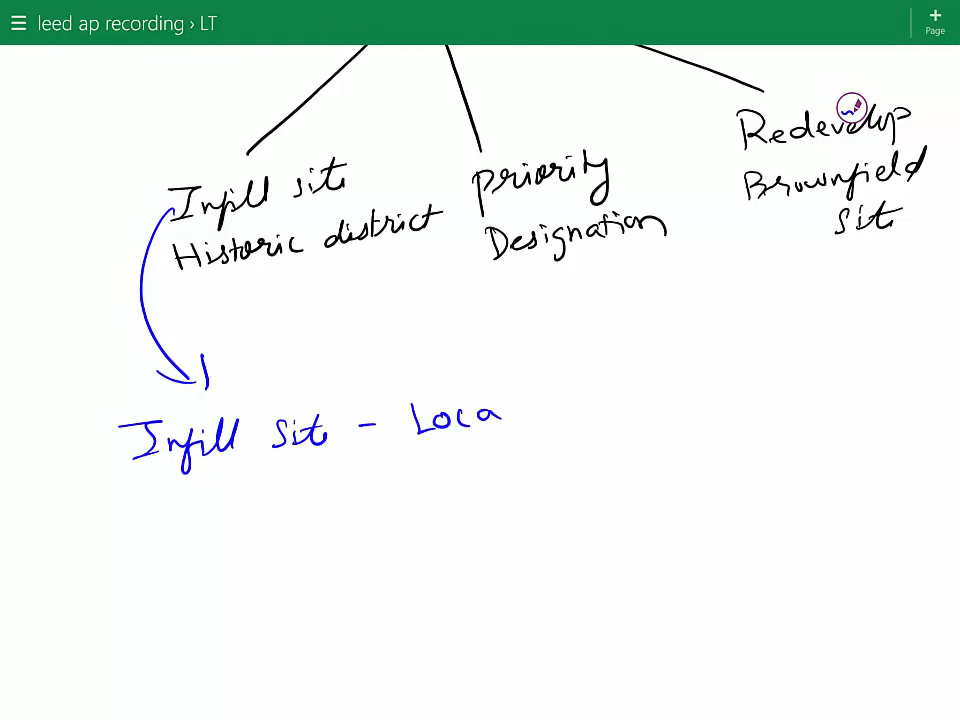 leed ap recording › LT
Page
Infill site
Historic district
Priority
Designation
Redevelop
Brownfield
site
Infill Site - Loca